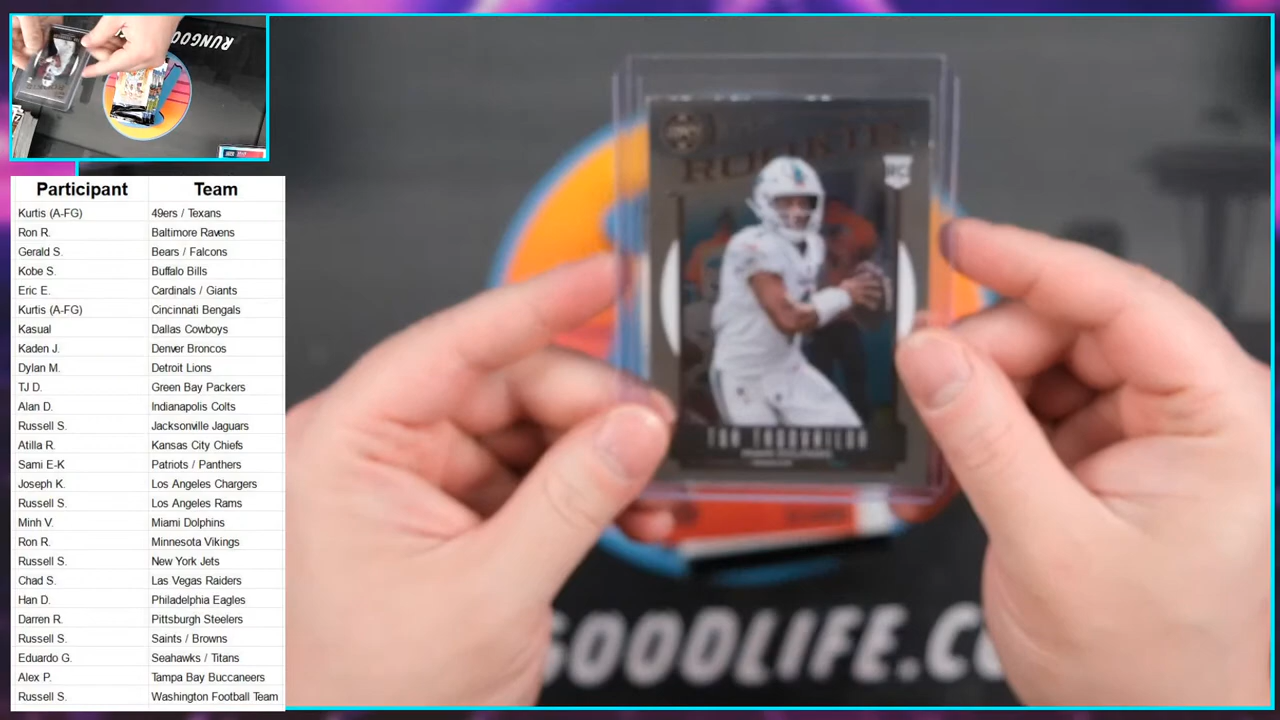 RUNGOODL
Participant Team
Kurtis (A-FG) 49ers / Texans
Ron R. Baltimore Ravens
Gerald S. Bears / Falcons
Kobe S. Buffalo Bills
Eric E. Cardinals / Giants
Kurtis (A-FG) Cincinnati Bengals
Kasual Dallas Cowboys
Kaden J. Denver Broncos
Dylan M. Detroit Lions
TJ D. Green Bay Packers
Alan D. Indianapolis Colts
Russell S. Jacksonville Jaguars
Atilla R. Kansas City Chiefs
Sami E-K Patriots / Panthers
Joseph K. Los Angeles Chargers
Russell S. Los Angeles Rams
Minh V. Miami Dolphins
Ron R. Minnesota Vikings
Russell S. New York Jets
Chad S. Las Vegas Raiders
Han D. Philadelphia Eagles
Darren R. Pittsburgh Steelers
Russell S. Saints / Browns
Eduardo G. Seahawks / Titans
Alex P. Tampa Bay Buccaneers
Russell S. Washington Football Team
ROOKIE
RC
TUA TAGOVAILOA
MIAMI DOLPHINS
GOODLIFE.C